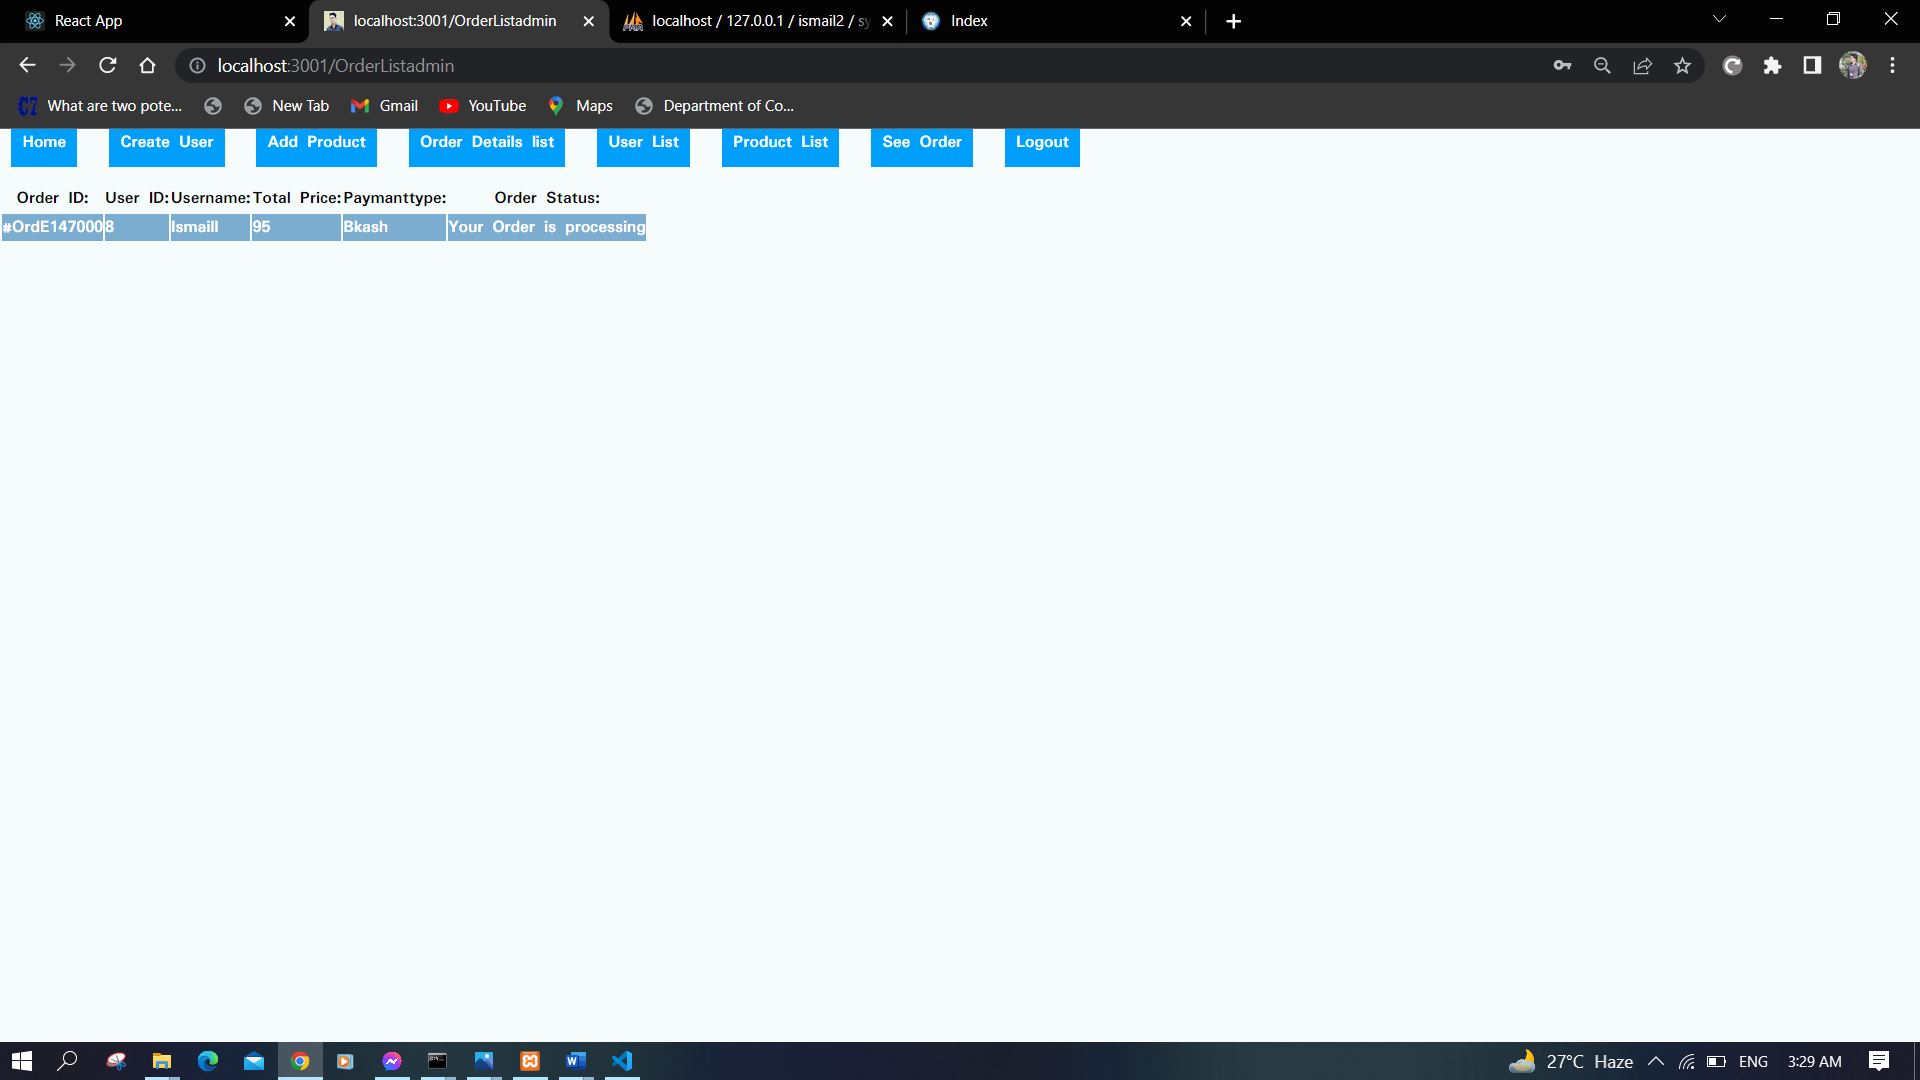 React App
localhost:3001/OrderListadmin
localhost / 127.0.0.1 / ismail2 / sy
Index
localhost:3001/OrderListadmin
What are two pote...
New Tab
Gmail
YouTube
Maps
Department of Co...
Home Create User Add Product Order Details list User List Product List See Order Logout
Order ID: User ID: Username: Total Price: Paymanttype: Order Status:
#OrdE147000 8 Ismaill 95 Bkash Your Order is processing
27°C Haze ENG 3:29 AM